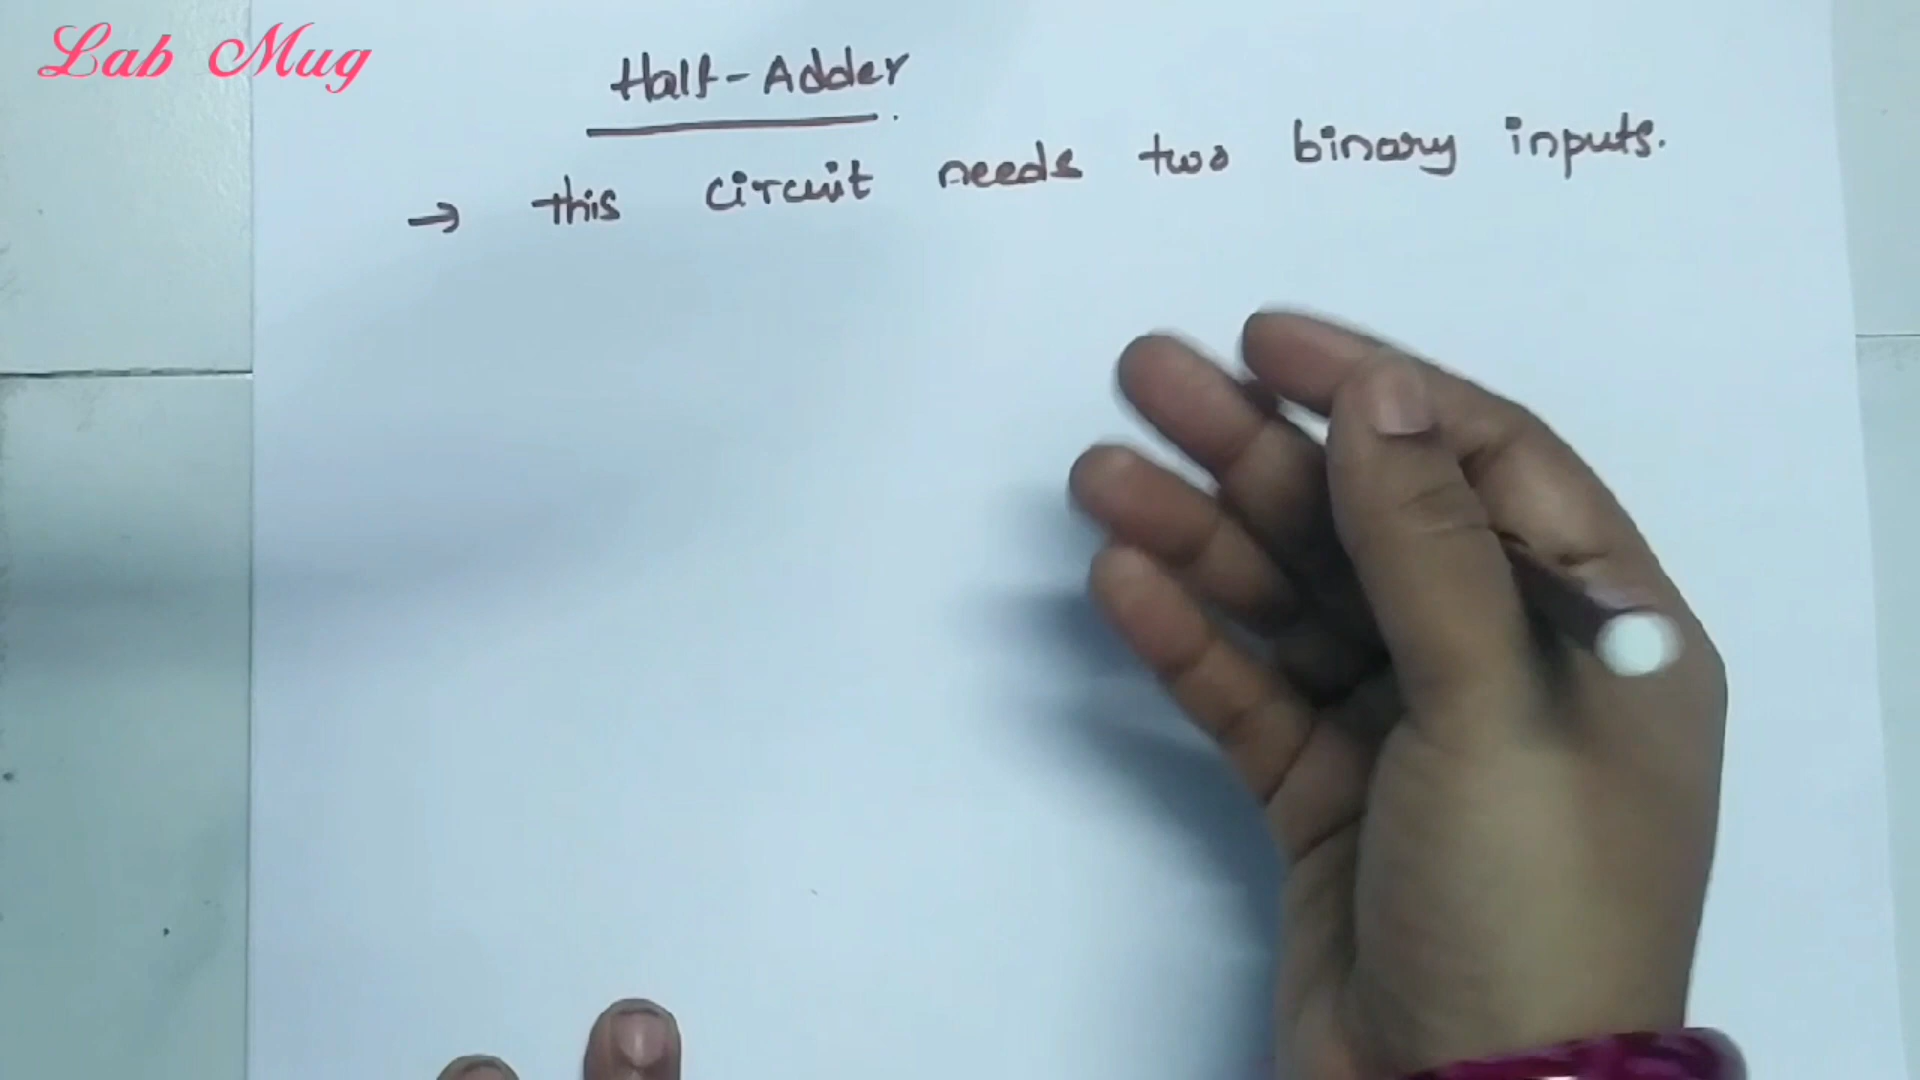 Lab Mug
Half-Adder
→ this circuit needs two binary inputs.